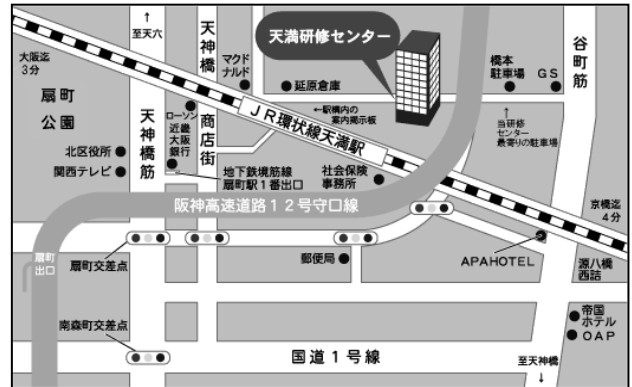 ↑
至天六
大阪迄
3分
扇町
公園
天神橋筋
天神橋
商店街
マクド
ナルド
天満研修センター
延原倉庫
橋本
駐車場
GS
谷町筋
←駅構内の
案内掲示板
↑
当研修
センター
最寄りの駐車場
JR環状線天満駅
ローソン
近畿
大阪
銀行
北区役所
関西テレビ
地下鉄堺筋線
扇町駅1番出口
社会保険
事務所
京橋迄
4分
阪神高速道路12号守口線
扇町
出口
扇町交差点
郵便局
APAHOTEL
源八橋
西詰
南森町交差点
国道1号線
帝国
ホテル
OAP
至天神橋
↓